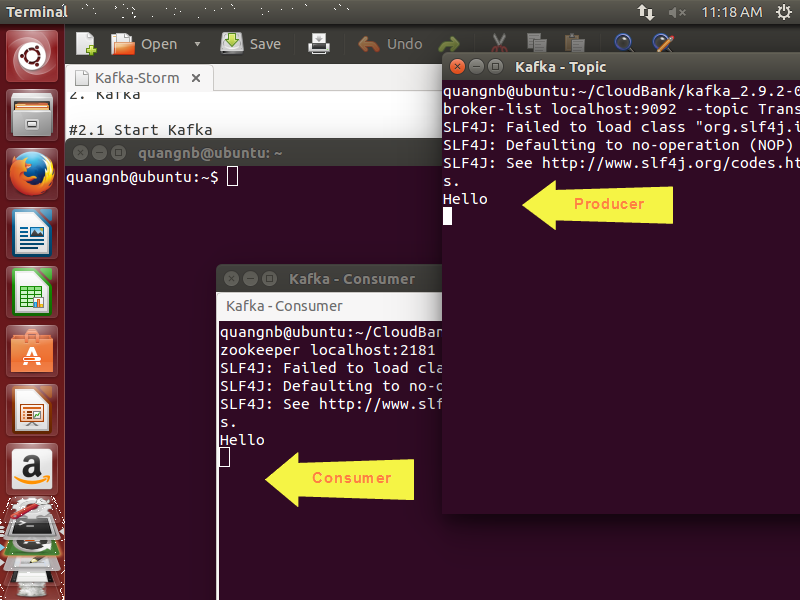 Terminal
11:18 AM
Open
Save
Undo
Kafka-Storm
2. Kafka
#2.1 Start Kafka
quangnb@ubuntu: ~
quangnb@ubuntu:~$
Kafka - Topic
quangnb@ubuntu:~/CloudBank/kafka_2.9.2-0
broker-list localhost:9092 --topic Trans
SLF4J: Failed to load class "org.slf4j.i
SLF4J: Defaulting to no-operation (NOP)
SLF4J: See http://www.slf4j.org/codes.ht
s.
Hello
Producer
Kafka - Consumer
Kafka - Consumer
quangnb@ubuntu:~/CloudBan
zookeeper localhost:2181
SLF4J: Failed to load cla
SLF4J: Defaulting to no-o
SLF4J: See http://www.slf
s.
Hello
Consumer